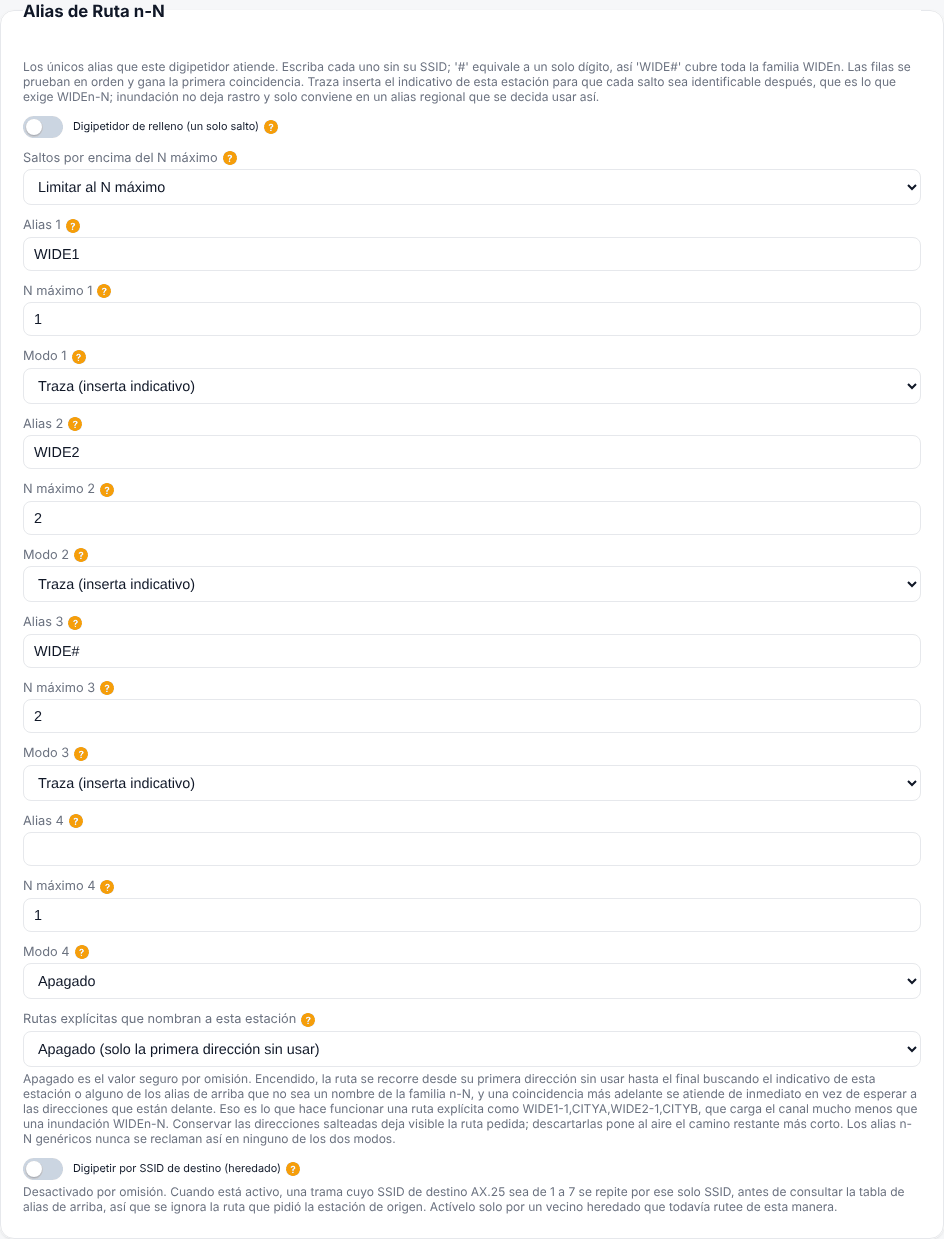 Alias de Ruta n-N
Los únicos alias que este digipetidor atiende. Escriba cada uno sin su SSID; '#' equivale a un solo dígito, así 'WIDE#' cubre toda la familia WIDEn. Las filas se
prueban en orden y gana la primera coincidencia. Traza inserta el indicativo de esta estación para que cada salto sea identificable después, que es lo que
exige WIDEn-N; inundación no deja rastro y solo conviene en un alias regional que se decida usar así.
Digipetidor de relleno (un solo salto) ?
Saltos por encima del N máximo ?
Limitar al N máximo
Alias 1 ?
WIDE1
N máximo 1 ?
1
Modo 1 ?
Traza (inserta indicativo)
Alias 2 ?
WIDE2
N máximo 2 ?
2
Modo 2 ?
Traza (inserta indicativo)
Alias 3 ?
WIDE#
N máximo 3 ?
2
Modo 3 ?
Traza (inserta indicativo)
Alias 4 ?
N máximo 4 ?
1
Modo 4 ?
Apagado
Rutas explícitas que nombran a esta estación ?
Apagado (solo la primera dirección sin usar)
Apagado es el valor seguro por omisión. Encendido, la ruta se recorre desde su primera dirección sin usar hasta el final buscando el indicativo de esta
estación o alguno de los alias de arriba que no sea un nombre de la familia n-N, y una coincidencia más adelante se atiende de inmediato en vez de esperar a
las direcciones que están delante. Eso es lo que hace funcionar una ruta explícita como WIDE1-1,CITYA,WIDE2-1,CITYB, que carga el canal mucho menos que
una inundación WIDEn-N. Conservar las direcciones salteadas deja visible la ruta pedida; descartarlas pone al aire el camino restante más corto. Los alias n-
N genéricos nunca se reclaman así en ninguno de los dos modos.
Digipetir por SSID de destino (heredado) ?
Desactivado por omisión. Cuando está activo, una trama cuyo SSID de destino AX.25 sea de 1 a 7 se repite por ese solo SSID, antes de consultar la tabla de
alias de arriba, así que se ignora la ruta que pidió la estación de origen. Actívelo solo por un vecino heredado que todavía rutee de esta manera.